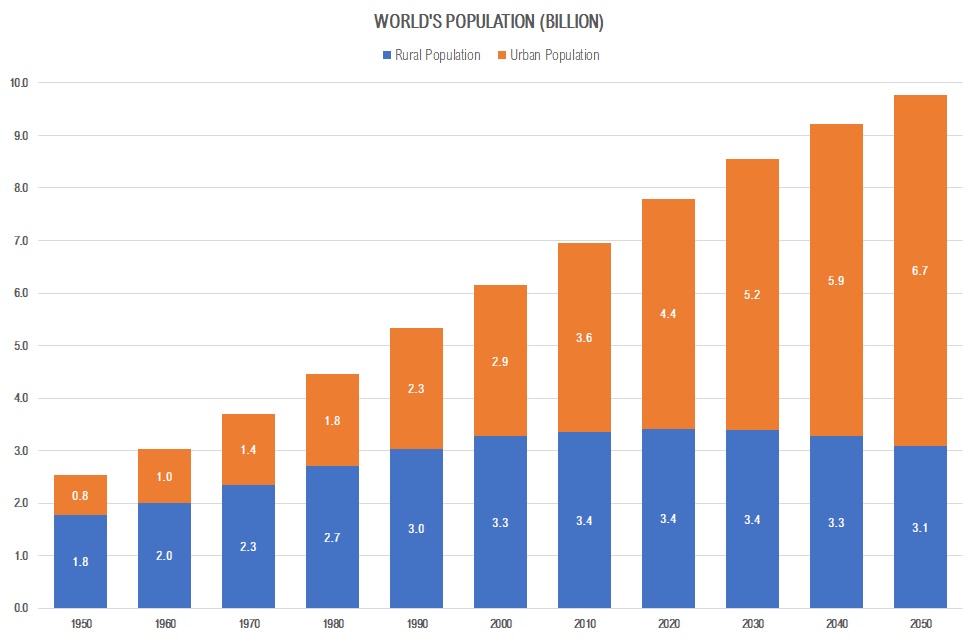 WORLD'S POPULATION (BILLION)
Rural Population Urban Population
10.0
9.0
8.0
7.0
6.0
5.0
4.0
3.0
2.0
1.0
0.0
0.8 1.0 1.4 1.8 2.3 2.9 3.6 4.4 5.2 5.9 6.7
1.8 2.0 2.3 2.7 3.0 3.3 3.4 3.4 3.4 3.3 3.1
1950 1960 1970 1980 1990 2000 2010 2020 2030 2040 2050